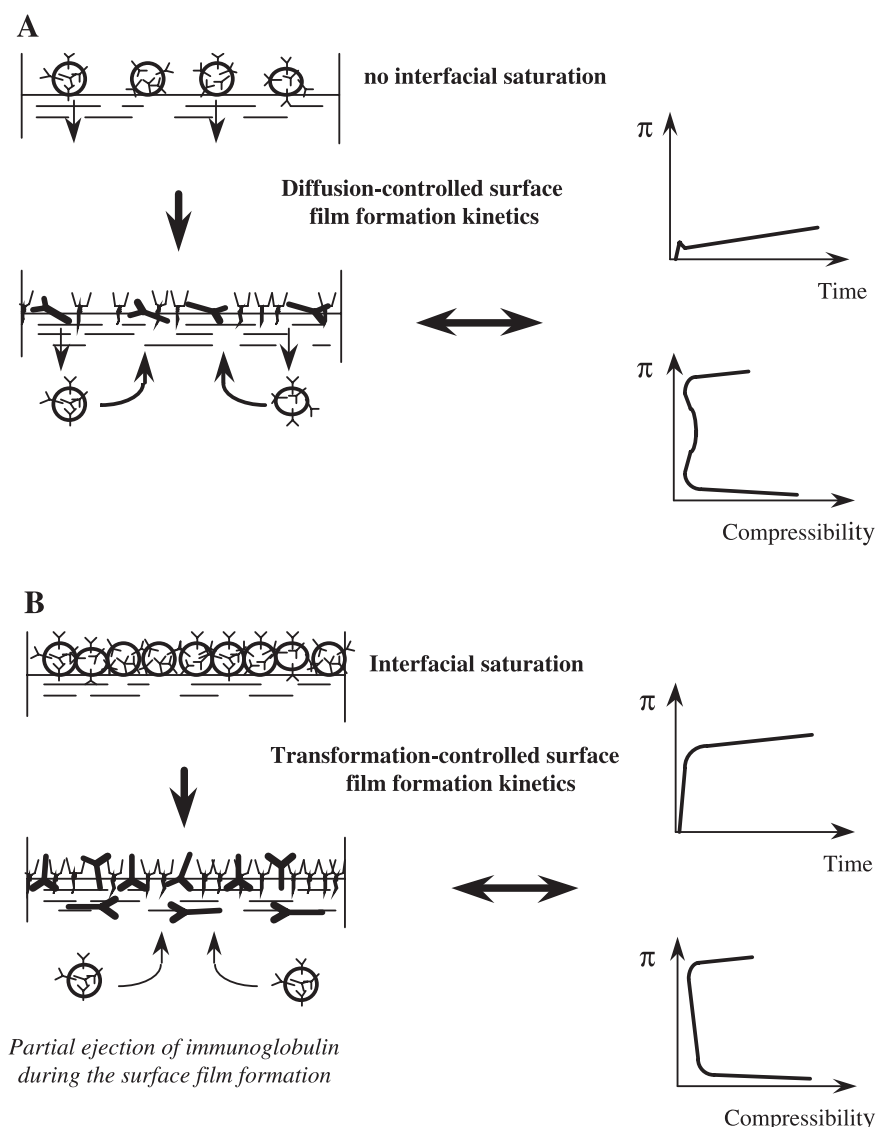 A
no interfacial saturation
Diffusion-controlled surface
film formation kinetics
π
Time
π
Compressibility
B
Interfacial saturation
Transformation-controlled surface
film formation kinetics
π
Time
π
Compressibility
Partial ejection of immunoglobulin
during the surface film formation